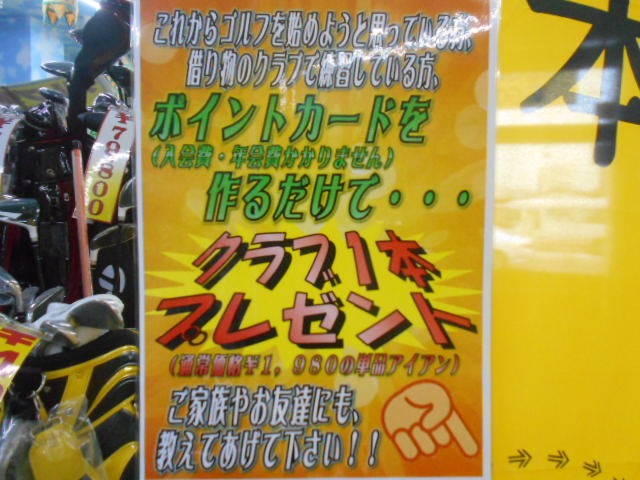 これからゴルフを始めようと思っている方、
借り物のクラブで練習している方、
ポイントカードを
(入会費・年会費かかりません)
作るだけで・・・
クラブ1本
プレゼント
(通常価格¥1,980の単品アイアン)
ご家族やお友達にも、
教えてあげて下さい!!
本